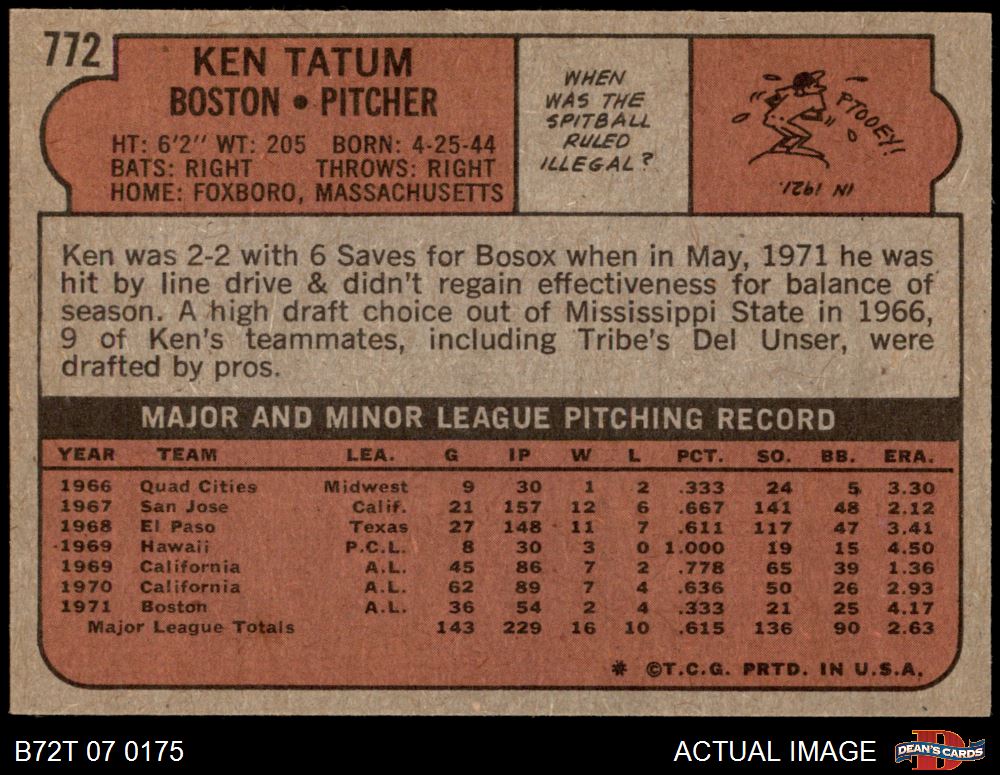 772
KEN TATUM
BOSTON • PITCHER
HT: 6'2" WT: 205 BORN: 4-25-44
BATS: RIGHT THROWS: RIGHT
HOME: FOXBORO, MASSACHUSETTS
WHEN
WAS THE
SPITBALL
RULED
ILLEGAL?
PTOOEY!
IN 1921.
Ken was 2-2 with 6 Saves for Bosox when in May, 1971 he was
hit by line drive & didn't regain effectiveness for balance of
season. A high draft choice out of Mississippi State in 1966,
9 of Ken's teammates, including Tribe's Del Unser, were
drafted by pros.
MAJOR AND MINOR LEAGUE PITCHING RECORD
YEAR TEAM LEA. G IP W L PCT. SO. BB. ERA.
1966 Quad Cities Midwest 9 30 1 2 .333 24 5 3.30
1967 San Jose Calif. 21 157 12 6 .667 141 48 2.12
1968 El Paso Texas 27 148 11 7 .611 117 47 3.41
1969 Hawaii P.C.L. 8 30 3 0 1.000 19 15 4.50
1969 California A.L. 45 86 7 2 .778 65 39 1.36
1970 California A.L. 62 89 7 4 .636 50 26 2.93
1971 Boston A.L. 36 54 2 4 .333 21 25 4.17
Major League Totals 143 229 16 10 .615 136 90 2.63
* ©T.C.G. PRTD. IN U.S.A.
B72T 07 0175
ACTUAL IMAGE
DEAN'S CARDS